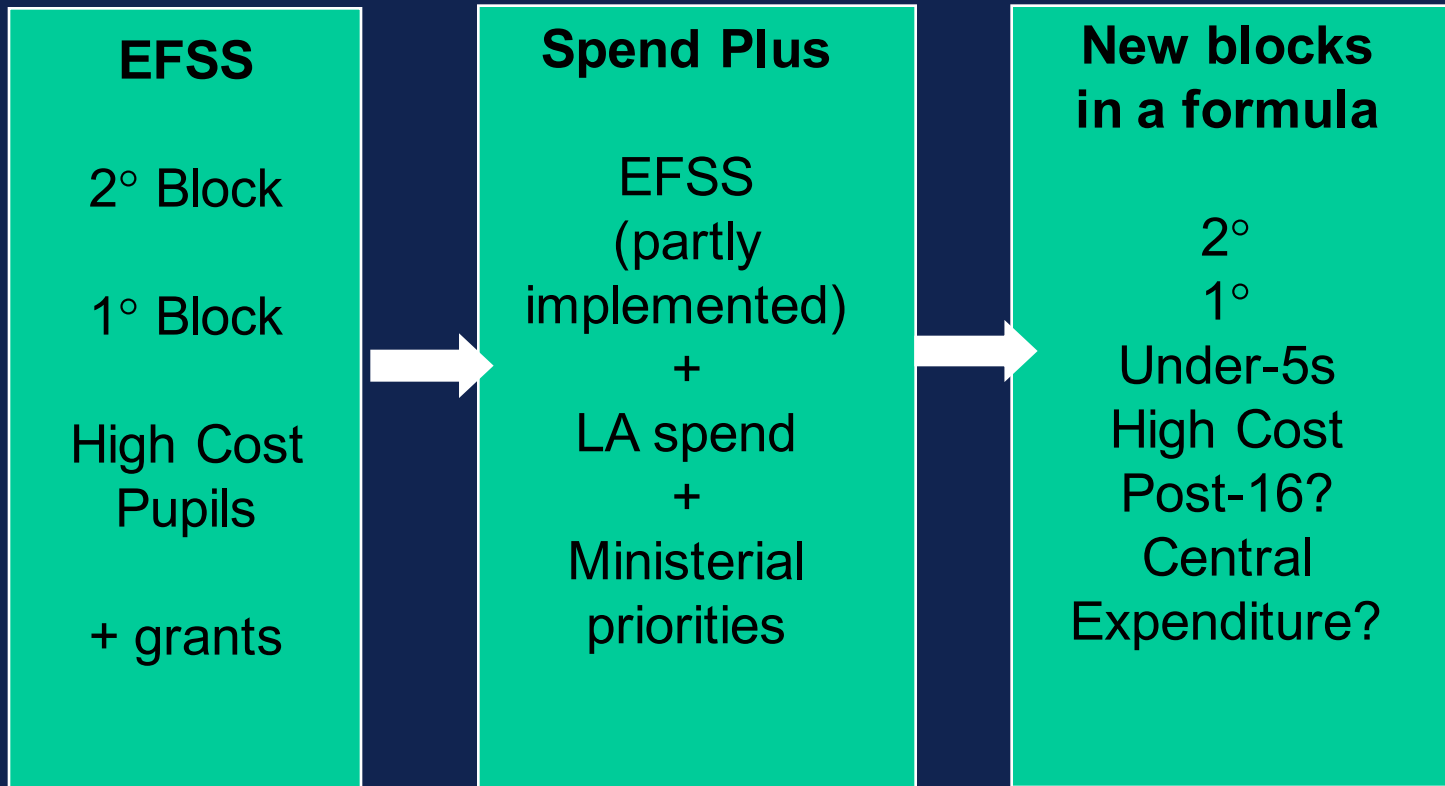 EFSS
2° Block
1° Block
High Cost
Pupils
+ grants
Spend Plus
EFSS
(partly
implemented)
+
LA spend
+
Ministerial
priorities
New blocks
in a formula
2°
1°
Under-5s
High Cost
Post-16?
Central
Expenditure?